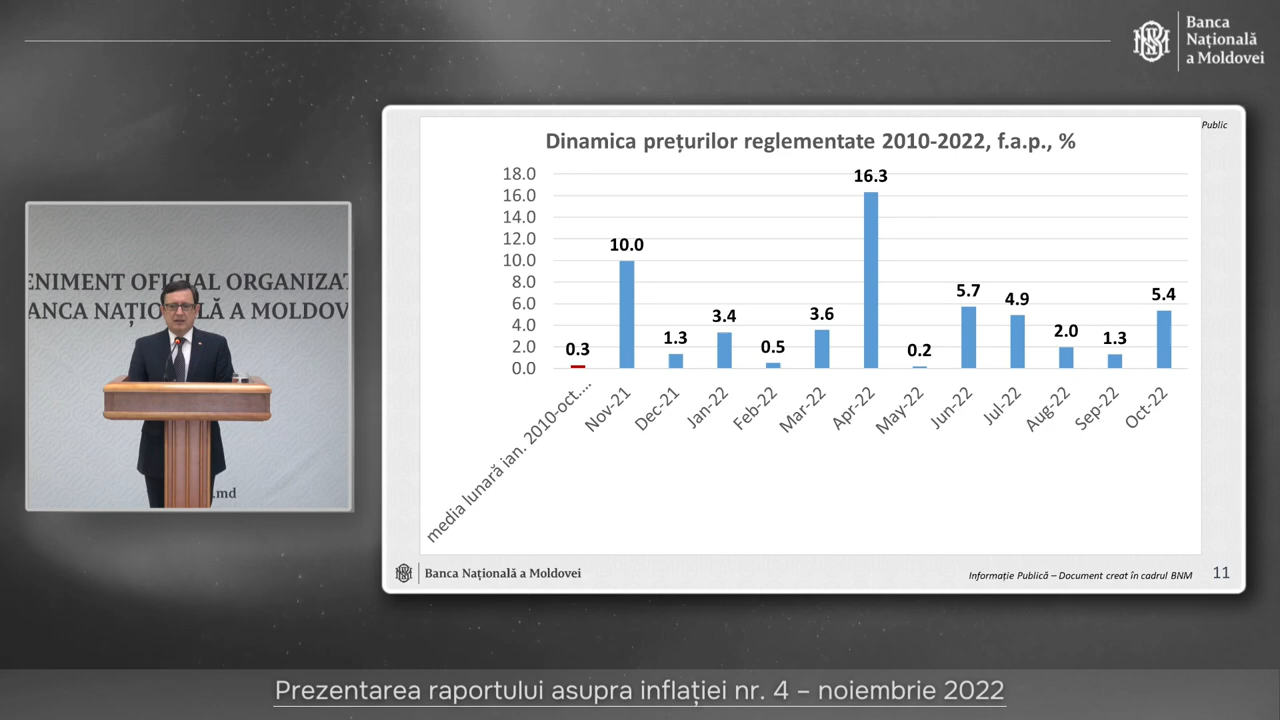 Banca
Națională
a Moldovei
Public
Dinamica prețurilor reglementate 2010-2022, f.a.p., %
18.0
16.0
14.0
12.0
10.0
8.0
6.0
4.0
2.0
0.0
0.3
10.0
1.3
3.4
0.5
3.6
16.3
0.2
5.7
4.9
2.0
1.3
5.4
media lunară ian. 2010-oct....
Nov-21
Dec-21
Jan-22
Feb-22
Mar-22
Apr-22
May-22
Jun-22
Jul-22
Aug-22
Sep-22
Oct-22
ENIMENT OFICIAL ORGANIZAT
ANCA NAȚIO LĂ A MOLDOV
.md
Banca Națională a Moldovei
Informație Publică – Document creat în cadrul BNM
11
Prezentarea raportului asupra inflației nr. 4 – noiembrie 2022